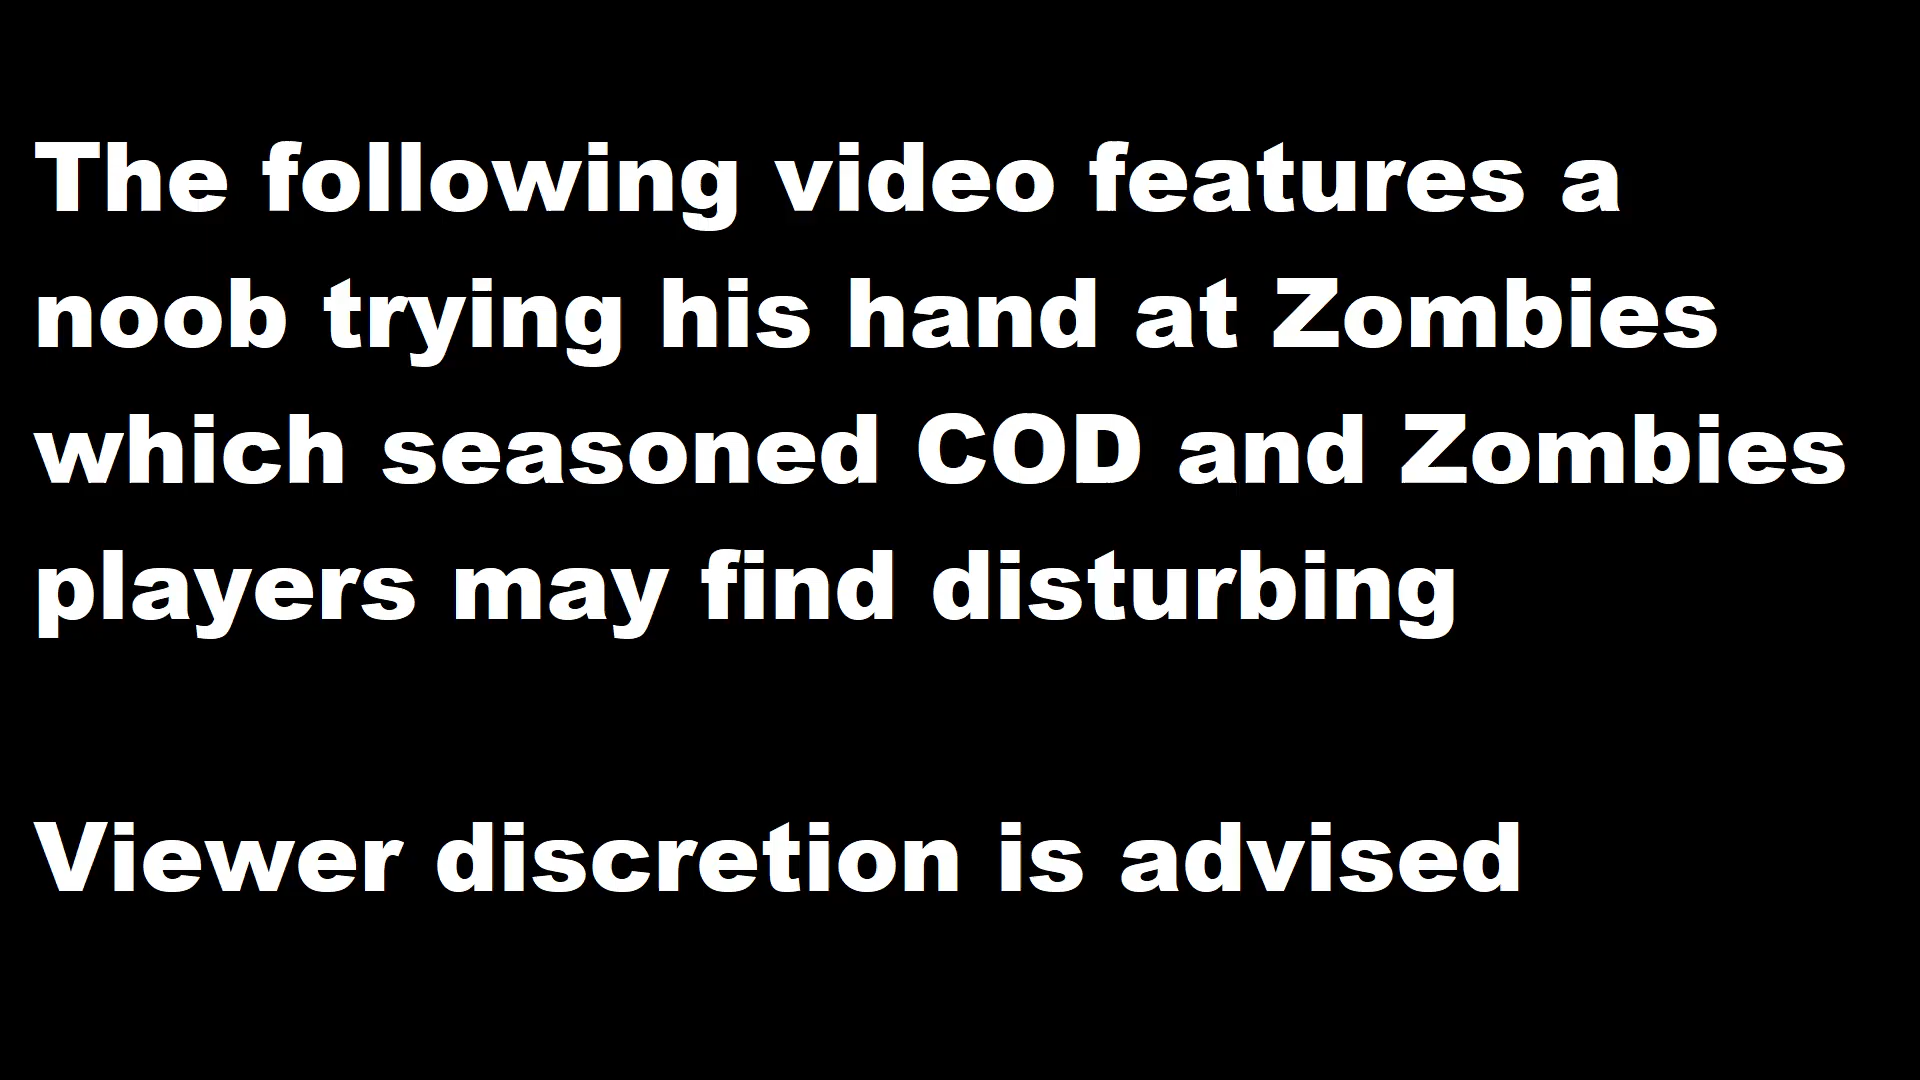 The following video features a
noob trying his hand at Zombies
which seasoned COD and Zombies
players may find disturbing
Viewer discretion is advised